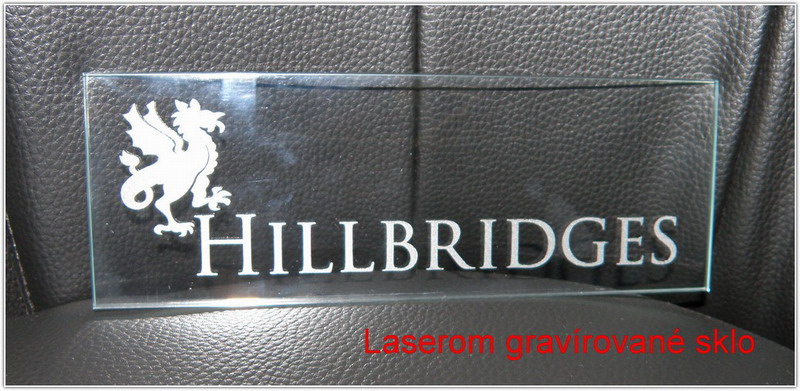 HILLBRIDGES
Laserom gravírované sklo